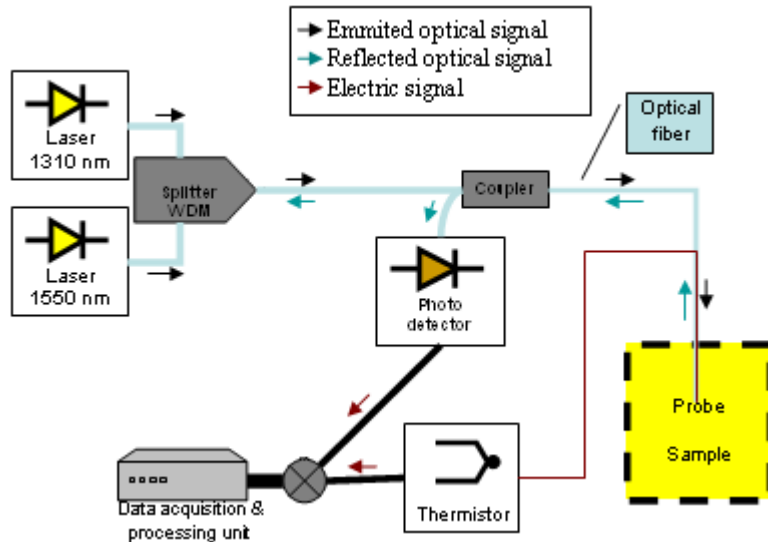 Emmited optical signal
Reflected optical signal
Electric signal
Optical
fiber
Laser
1310 nm
Splitter
WDM
Coupler
Laser
1550 nm
Photo
detector
Probe
Sample
Thermistor
Data acquisition &
processing unit